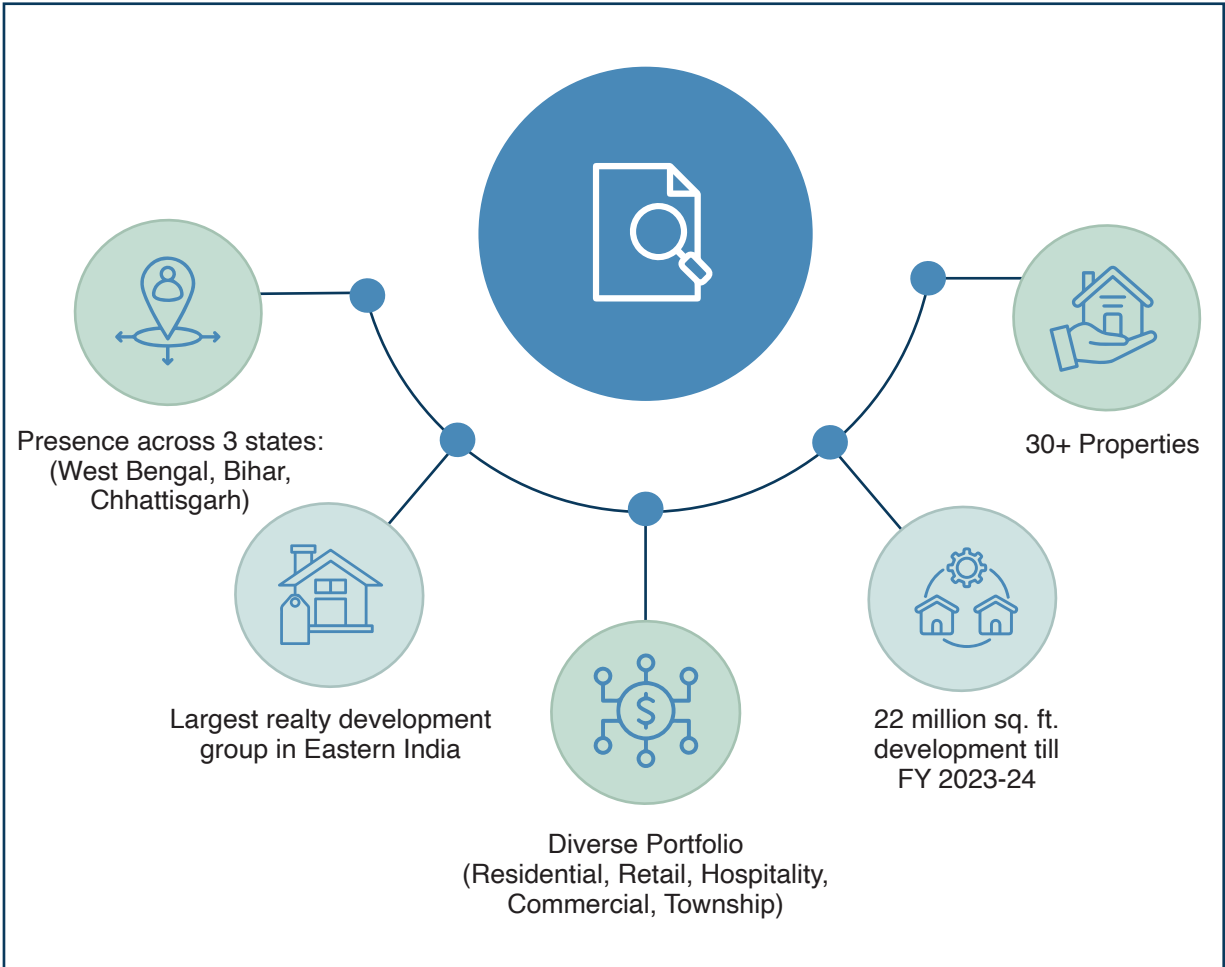 Presence across 3 states:
(West Bengal, Bihar,
Chhattisgarh)
Largest realty development
group in Eastern India
$
Diverse Portfolio
(Residential, Retail, Hospitality,
Commercial, Township)
22 million sq. ft.
development till
FY 2023-24
30+ Properties